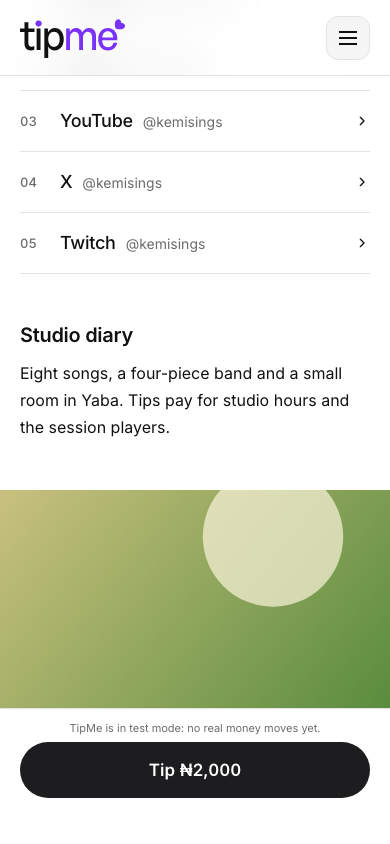 tipme
03 YouTube @kemisings
04 X @kemisings
05 Twitch @kemisings
Studio diary
Eight songs, a four-piece band and a small
room in Yaba. Tips pay for studio hours and
the session players.
TipMe is in test mode: no real money moves yet.
Tip ₦2,000